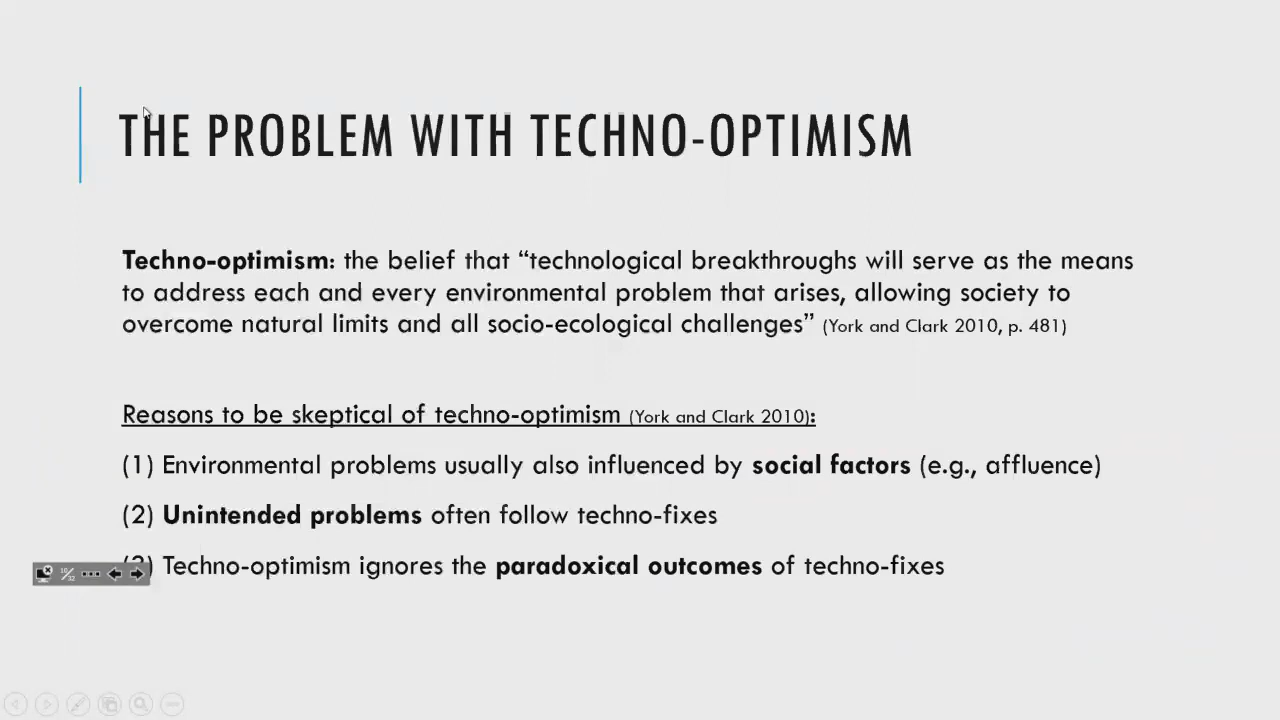 THE PROBLEM WITH TECHNO-OPTIMISM
Techno-optimism: the belief that “technological breakthroughs will serve as the means
to address each and every environmental problem that arises, allowing society to
overcome natural limits and all socio-ecological challenges” (York and Clark 2010, p. 481)
Reasons to be skeptical of techno-optimism (York and Clark 2010):
(1) Environmental problems usually also influenced by social factors (e.g., affluence)
(2) Unintended problems often follow techno-fixes
(3) Techno-optimism ignores the paradoxical outcomes of techno-fixes